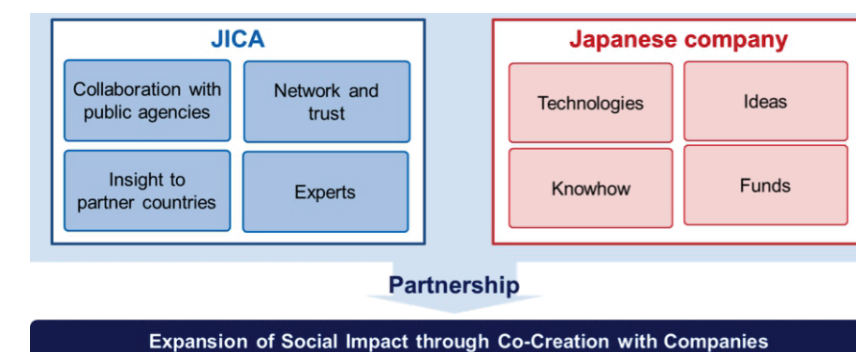 JICA
Collaboration with
public agencies
Network and
trust
Insight to
partner countries
Experts
Japanese company
Technologies
Ideas
Knowhow
Funds
Partnership
Expansion of Social Impact through Co-Creation with Companies